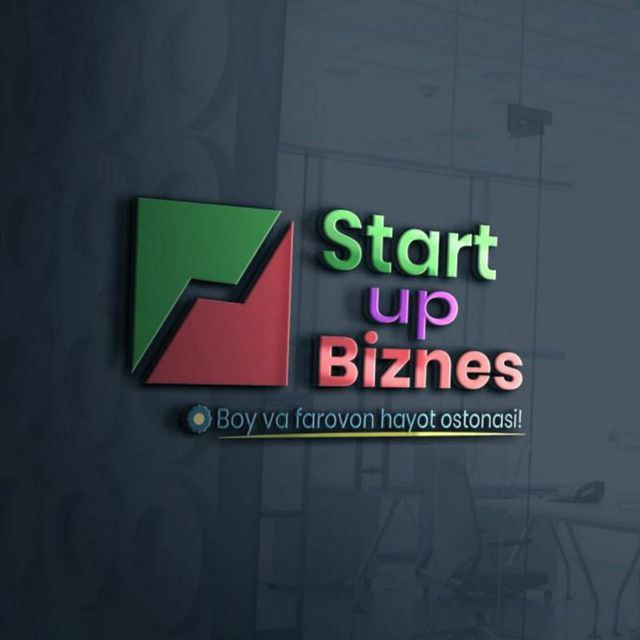 Start
up
Biznes
Boy va farovon hayot ostonasi!